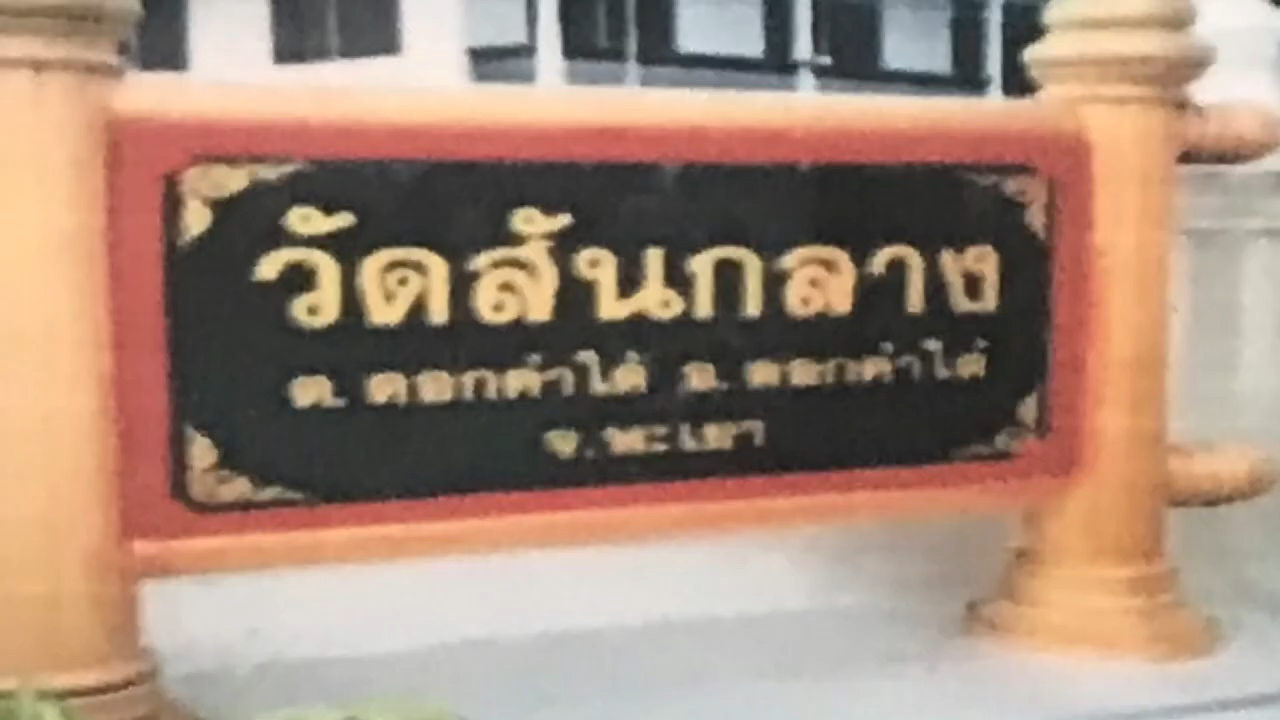 วัดสันกลาง
ต. ดอกคำใต้ อ. ดอกคำใต้
จ. พะเยา